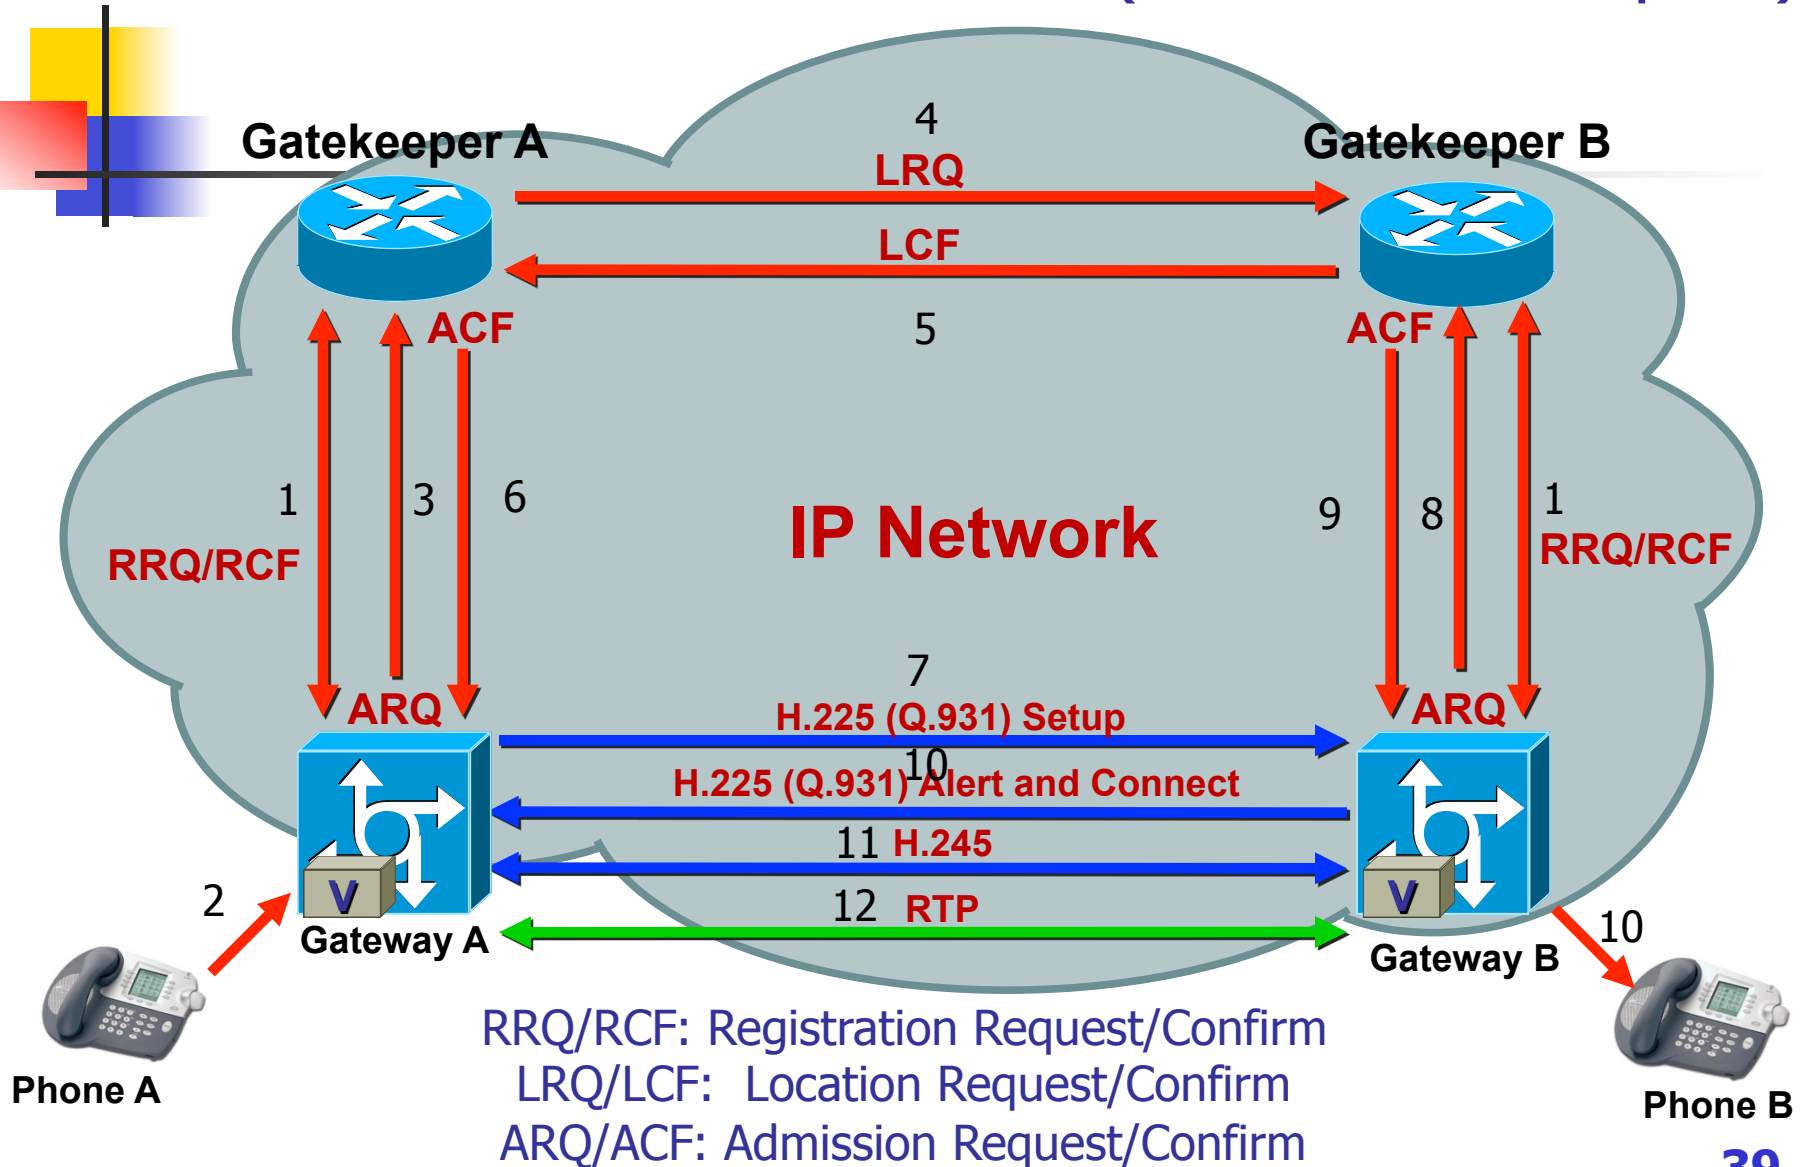 4
Gatekeeper A
Gatekeeper B
LRQ
LCF
ACF
5
ACF
1
3
6
9
8
1
IP Network
RRQ/RCF
RRQ/RCF
7
ARQ
ARQ
H.225 (Q.931) Setup
10
H.225 (Q.931) Alert and Connect
11 H.245
2
V
V
12 RTP
10
Gateway A
Gateway B
RRQ/RCF: Registration Request/Confirm
LRQ/LCF: Location Request/Confirm
Phone A
Phone B
ARQ/ACF: Admission Request/Confirm
39